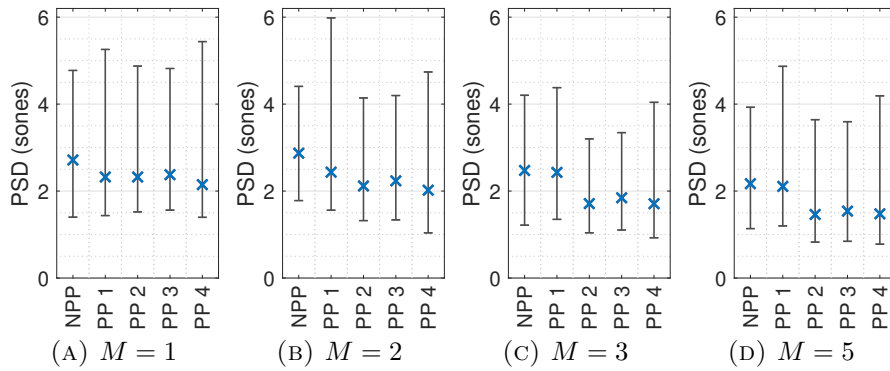 6
4
2
0
PSD (sones)
NPP
PP 1
PP 2
PP 3
PP 4
(A) M = 1
6
4
2
0
PSD (sones)
NPP
PP 1
PP 2
PP 3
PP 4
(B) M = 2
6
4
2
0
PSD (sones)
NPP
PP 1
PP 2
PP 3
PP 4
(C) M = 3
6
4
2
0
PSD (sones)
NPP
PP 1
PP 2
PP 3
PP 4
(D) M = 5